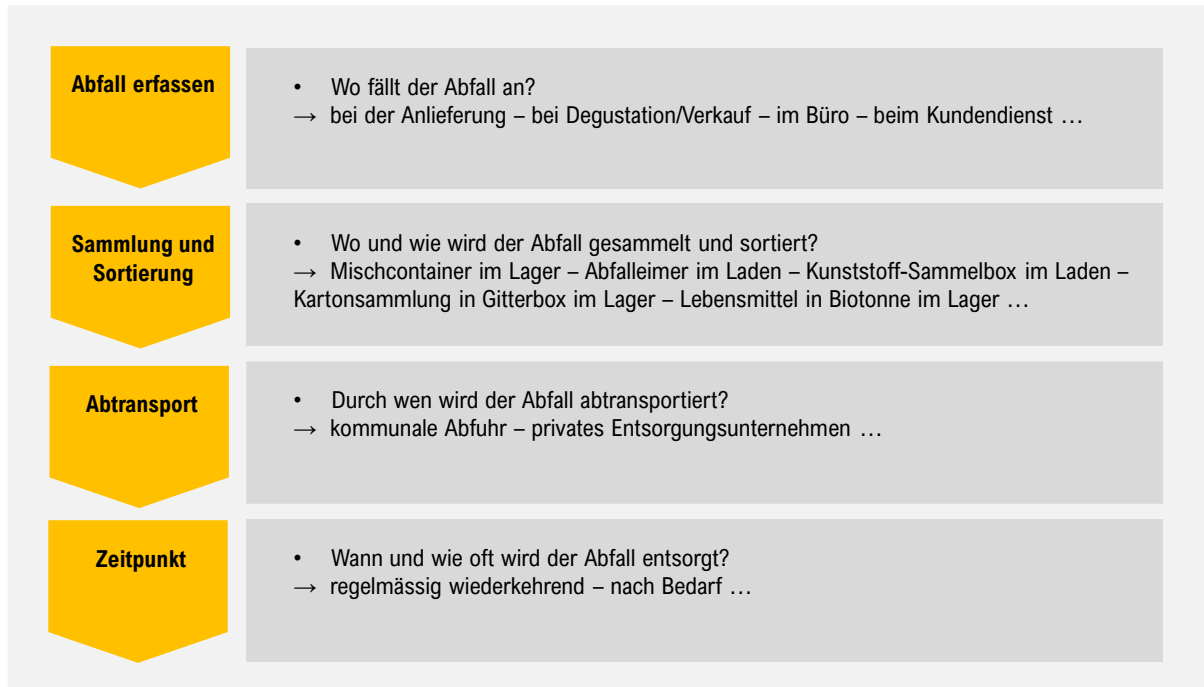 Abfall erfassen
• Wo fällt der Abfall an?
→ bei der Anlieferung – bei Degustation/Verkauf – im Büro – beim Kundendienst …
Sammlung und
Sortierung
• Wo und wie wird der Abfall gesammelt und sortiert?
→ Mischcontainer im Lager – Abfalleimer im Laden – Kunststoff-Sammelbox im Laden –
Kartonsammlung in Gitterbox im Lager – Lebensmittel in Biotonne im Lager …
Abtransport
• Durch wen wird der Abfall abtransportiert?
→ kommunale Abfuhr – privates Entsorgungsunternehmen …
Zeitpunkt
• Wann und wie oft wird der Abfall entsorgt?
→ regelmässig wiederkehrend – nach Bedarf …